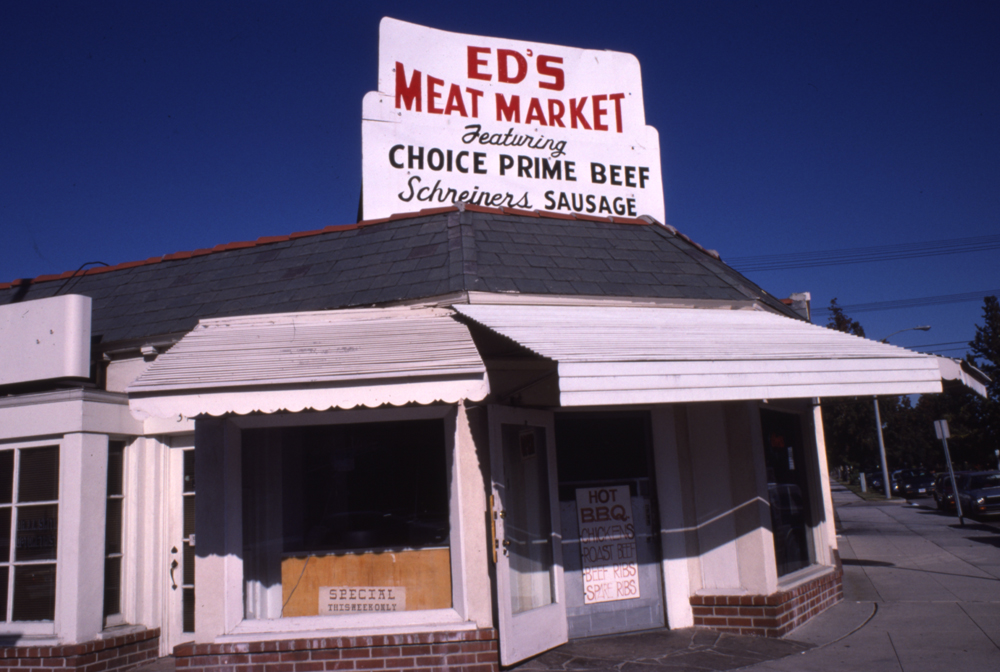 ED'S
MEAT MARKET
Featuring
CHOICE PRIME BEEF
Schreiners SAUSAGE
HOT
B.B.Q.
CHICKENS
ROAST BEEF
BEEF RIBS
SPARE RIBS
SPECIAL
THIS WEEK ONLY